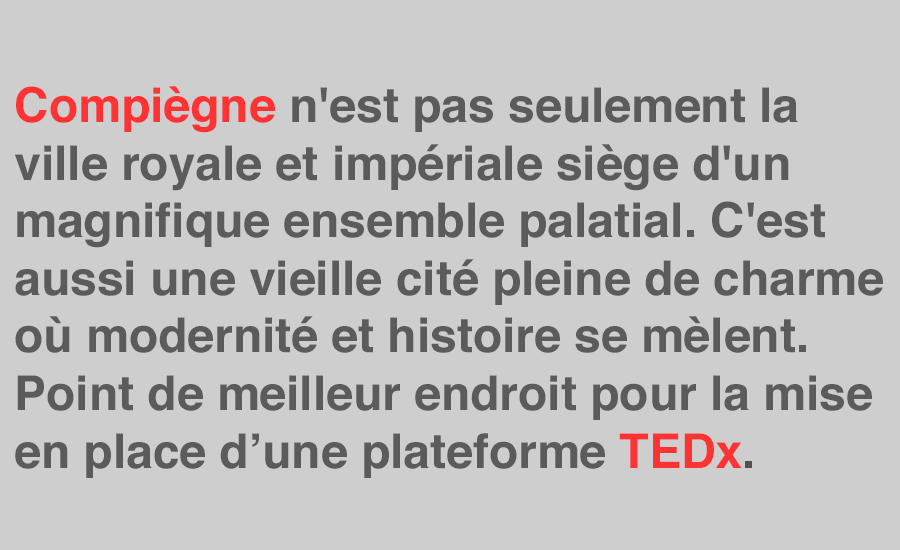 Compiègne n'est pas seulement la
ville royale et impériale siège d'un
magnifique ensemble palatial. C'est
aussi une vieille cité pleine de charme
où modernité et histoire se mèlent.
Point de meilleur endroit pour la mise
en place d’une plateforme TEDx.